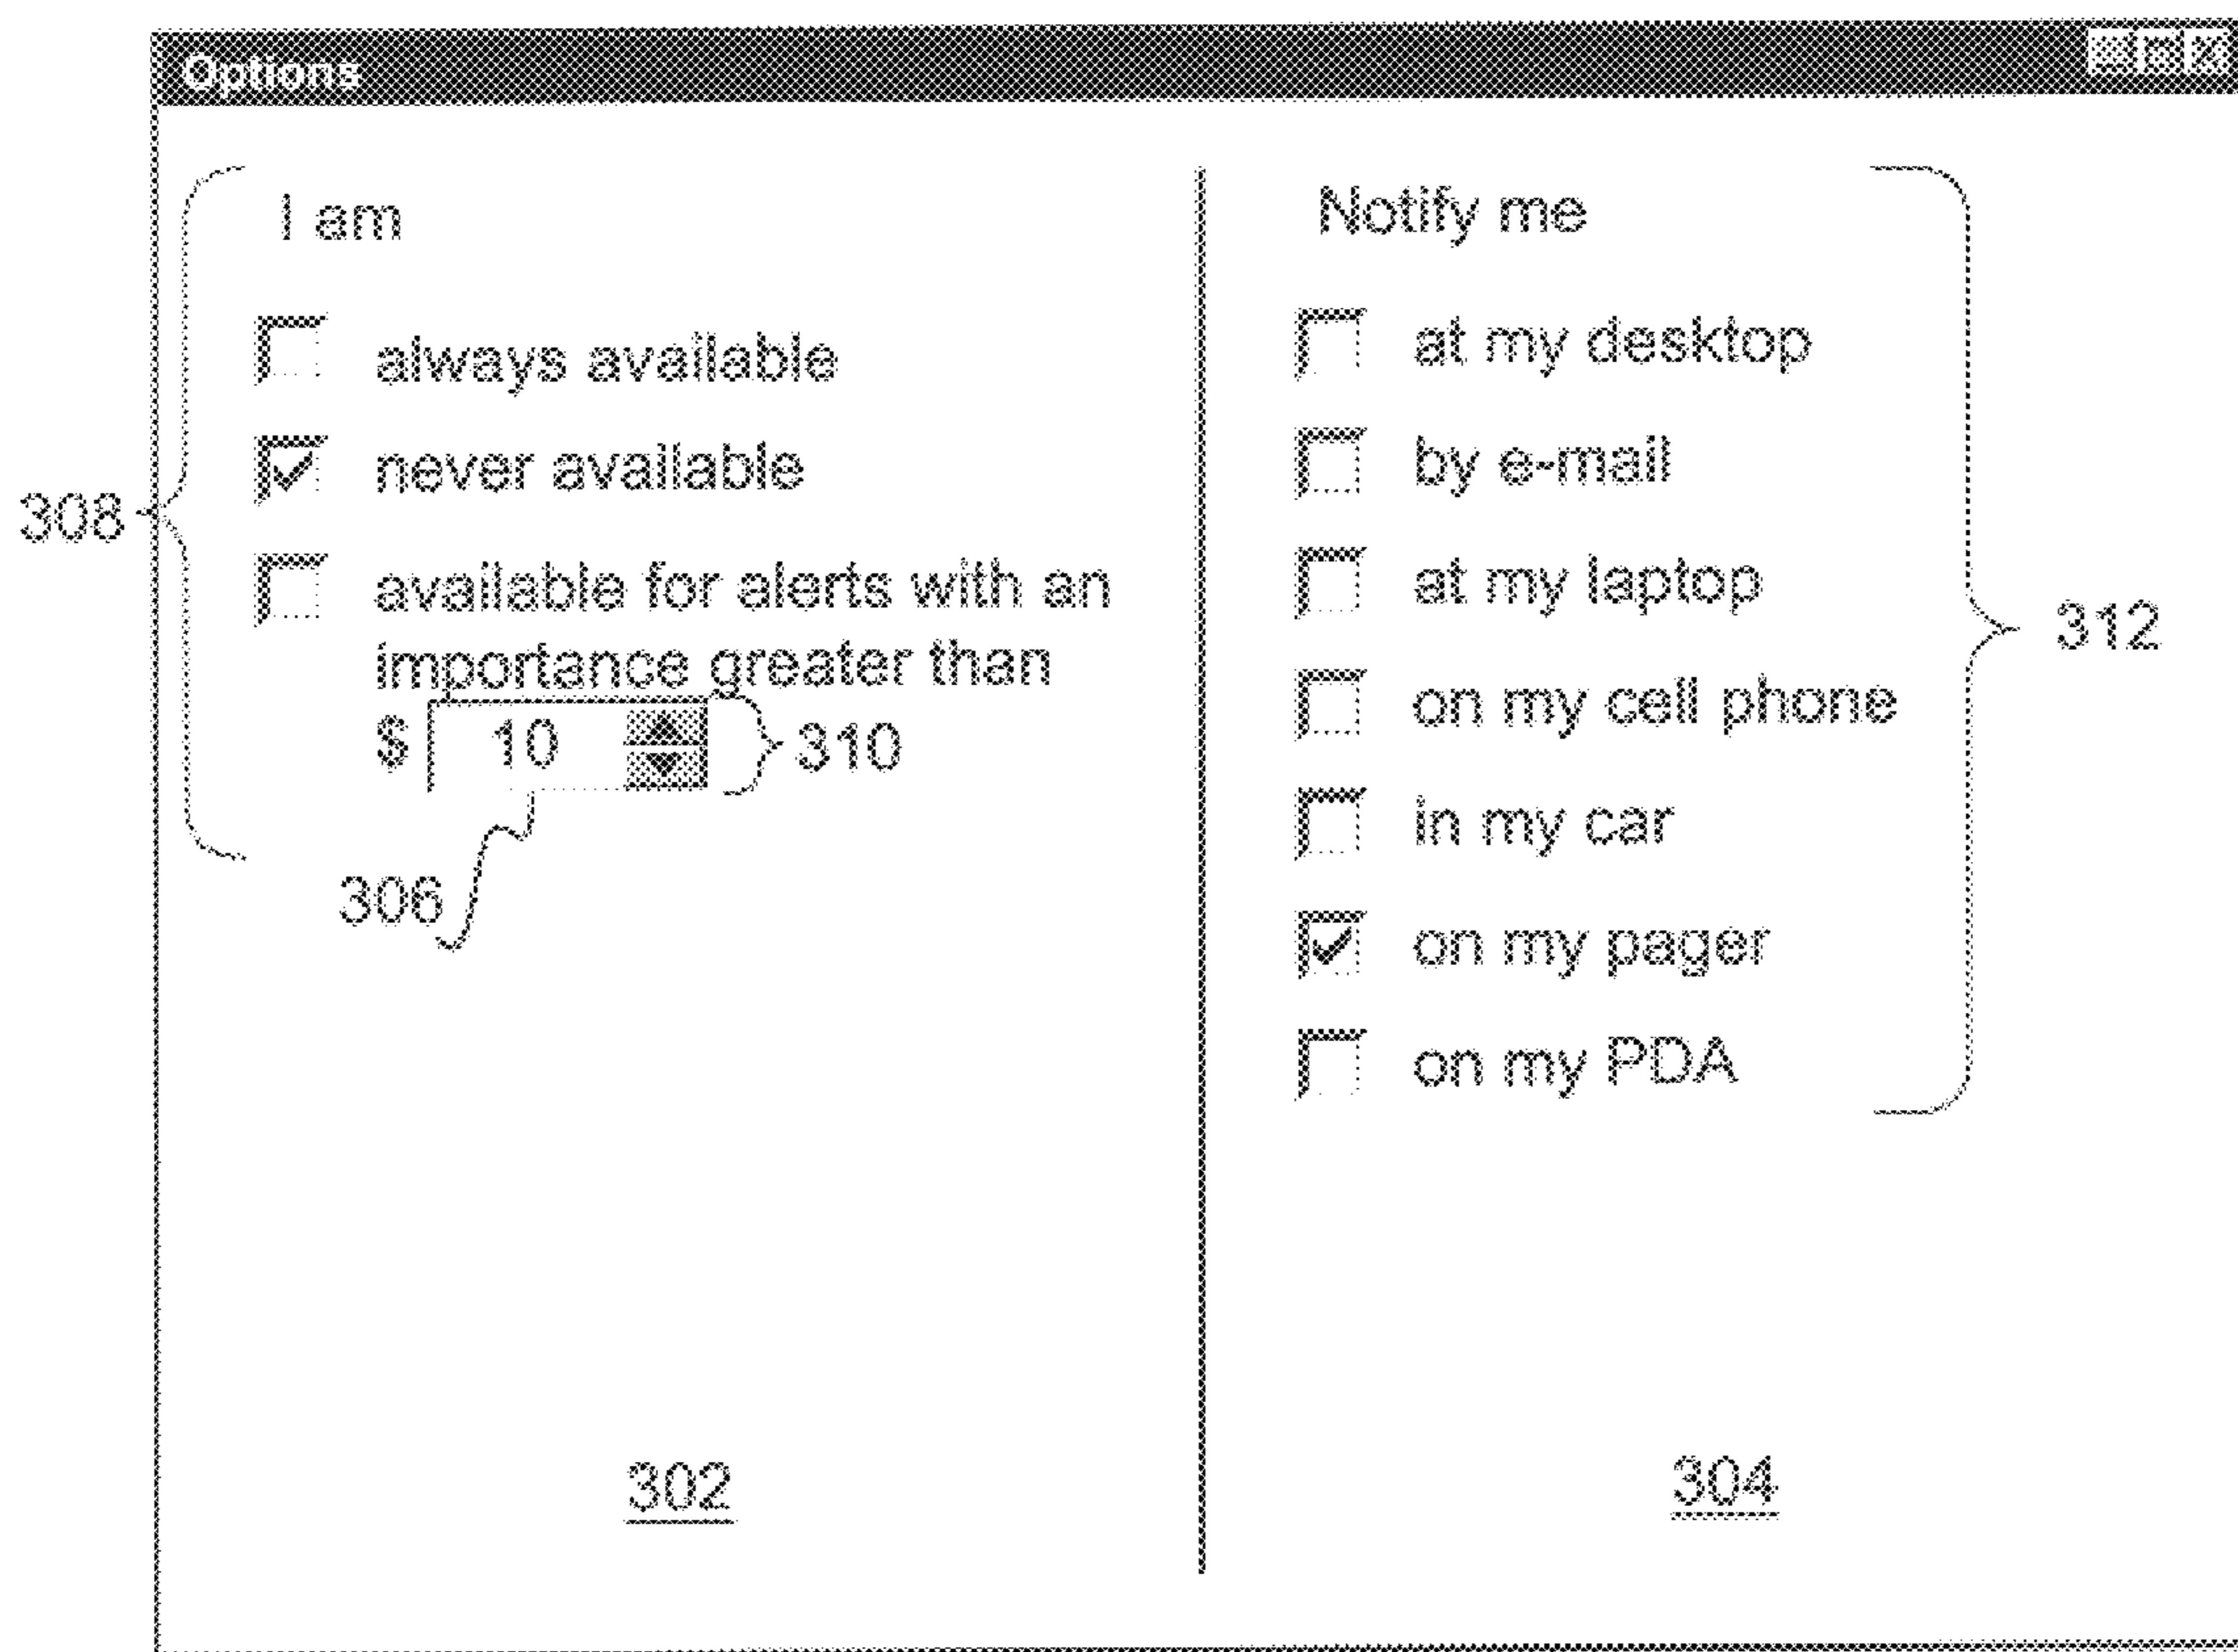 Options
I am
always available
never available
308
available for alerts with an
importance greater than
$ 10
310
306
302
Notify me
at my desktop
by e-mail
at my laptop
312
on my cell phone
in my car
on my pager
on my PDA
304